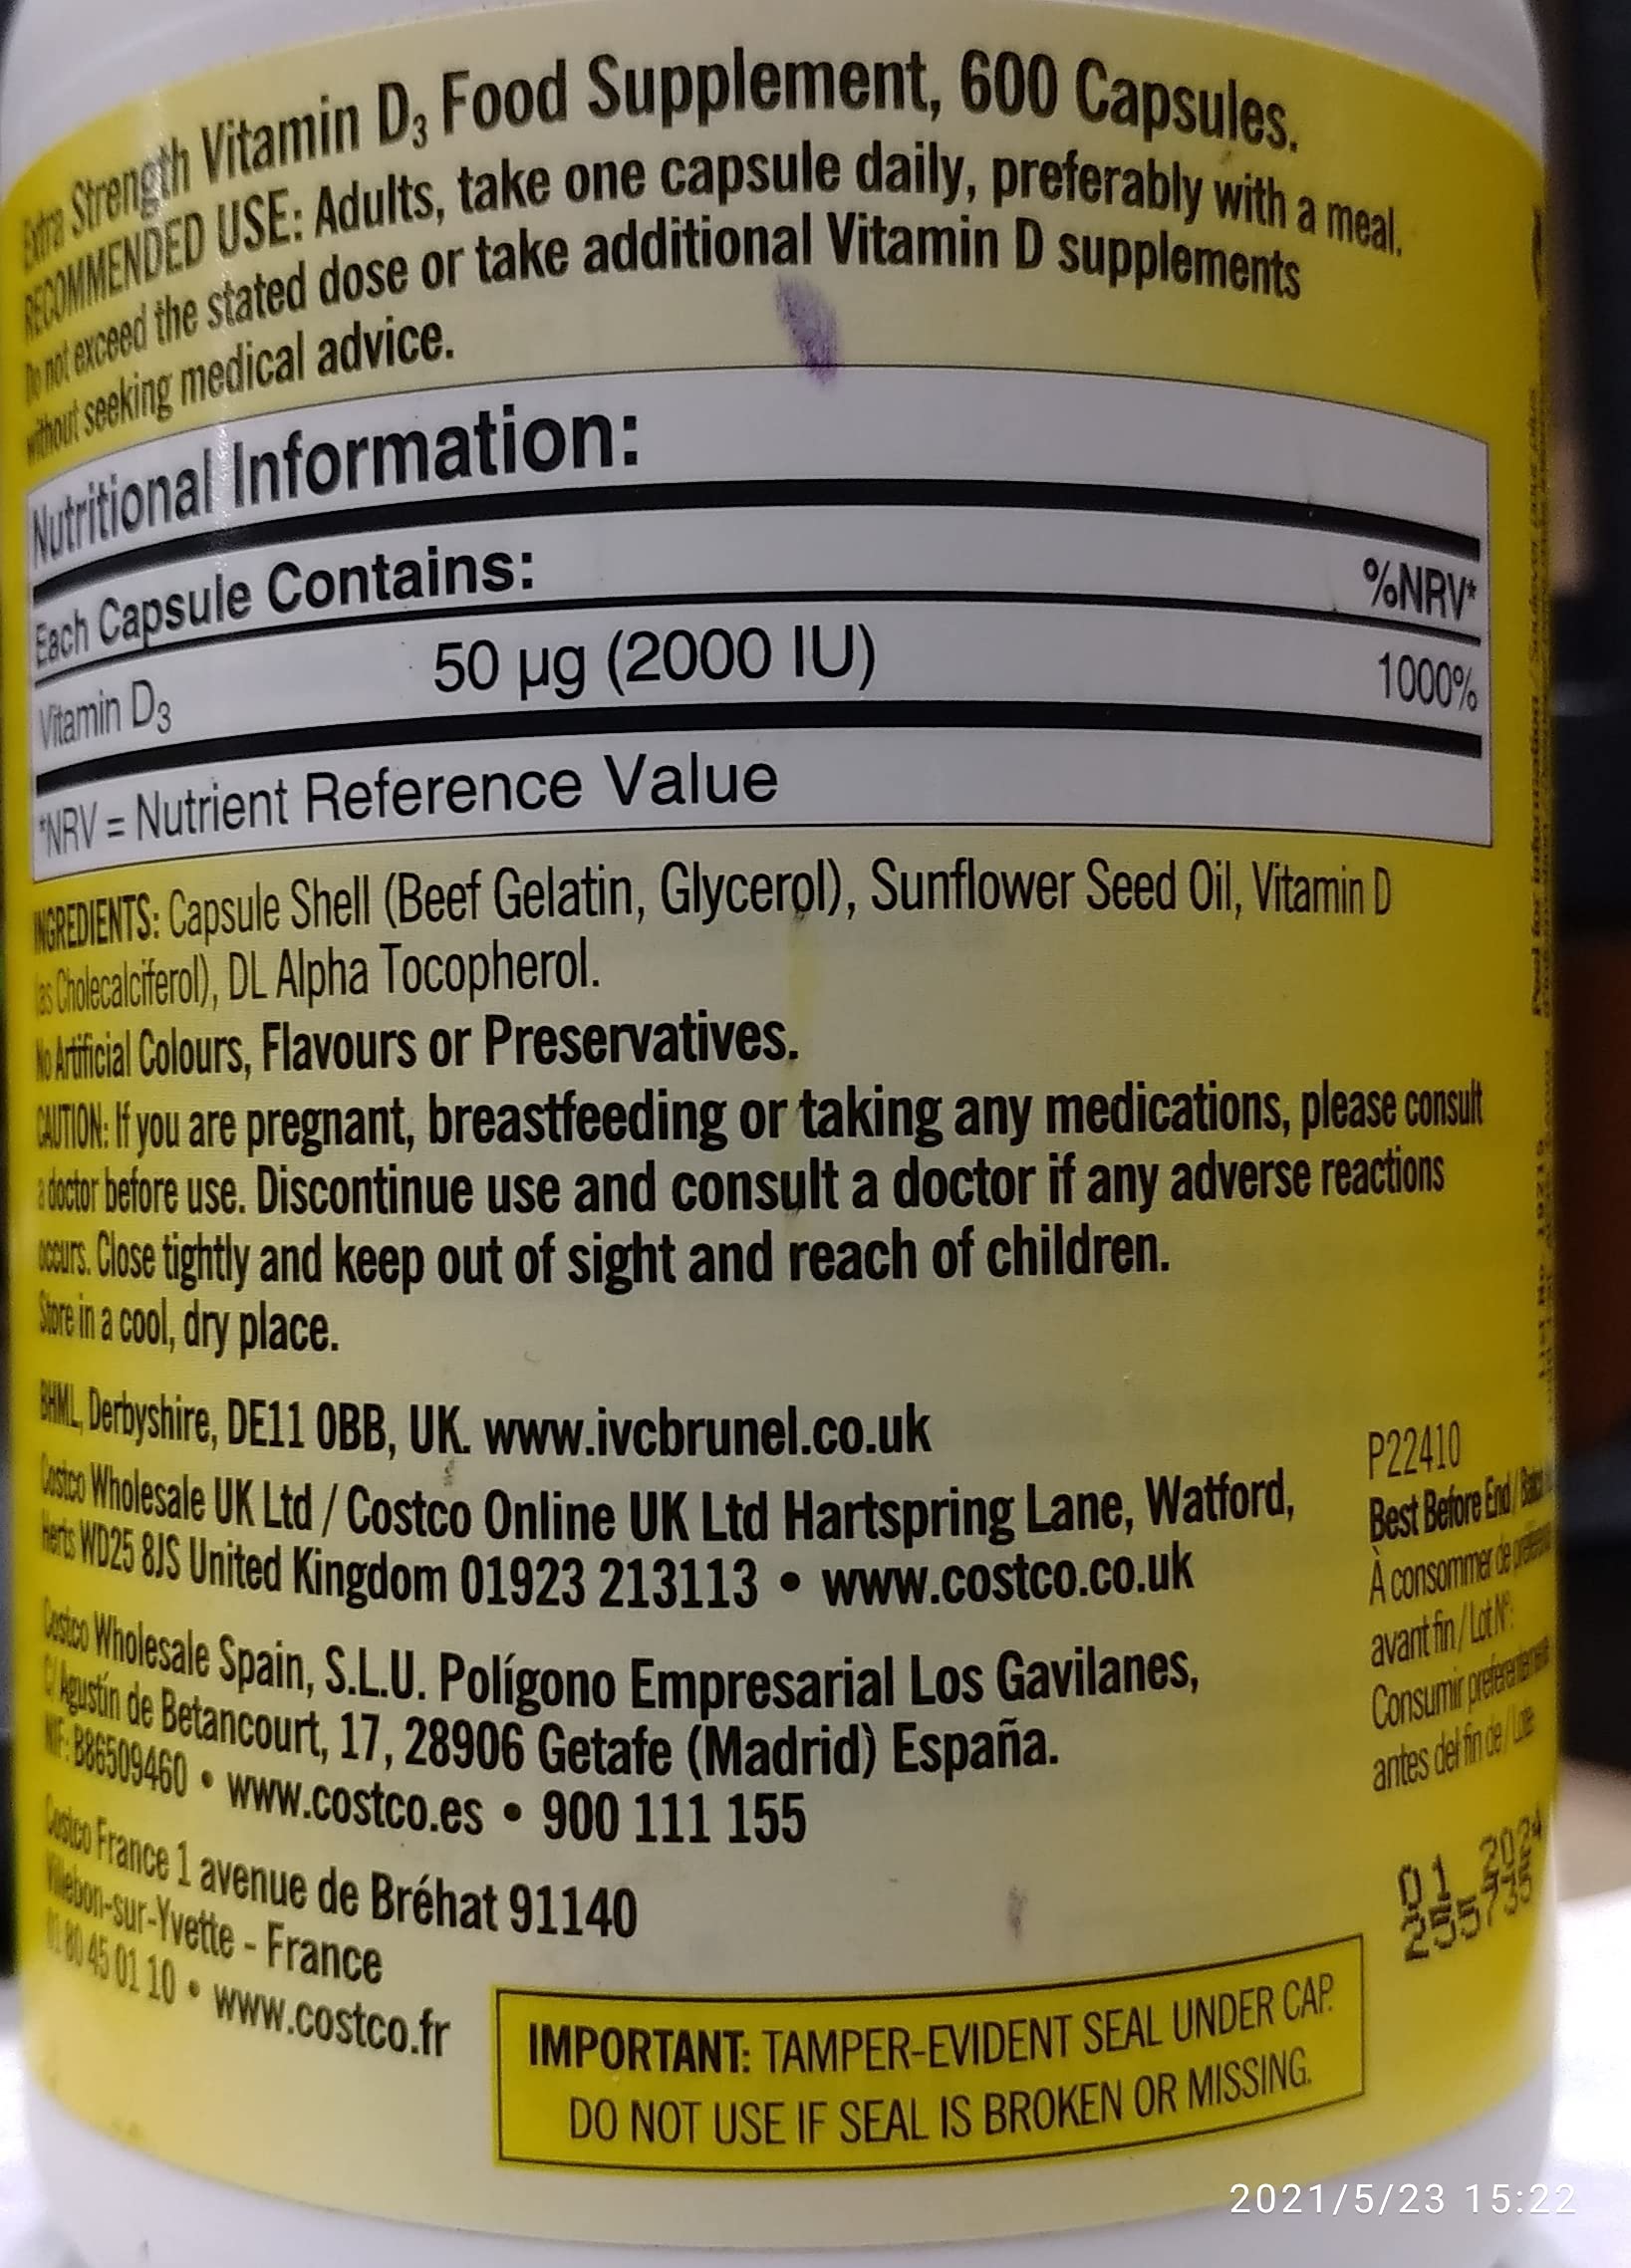 Extra Strength Vitamin D3 Food Supplement, 600 Capsules.
RECOMMENDED USE: Adults, take one capsule daily, preferably with a meal.
Do not exceed the stated dose or take additional Vitamin D supplements
without seeking medical advice.
Nutritional Information:
Each Capsule Contains: %NRV*
Vitamin D3 50 µg (2000 IU) 1000%
*NRV = Nutrient Reference Value
INGREDIENTS: Capsule Shell (Beef Gelatin, Glycerol), Sunflower Seed Oil, Vitamin D
(as Cholecalciferol), DL Alpha Tocopherol.
No Artificial Colours, Flavours or Preservatives.
CAUTION: If you are pregnant, breastfeeding or taking any medications, please consult
a doctor before use. Discontinue use and consult a doctor if any adverse reactions
occurs. Close tightly and keep out of sight and reach of children.
Store in a cool, dry place.
BHML, Derbyshire, DE11 0BB, UK. www.ivcbrunel.co.uk
Costco Wholesale UK Ltd / Costco Online UK Ltd Hartspring Lane, Watford,
Herts WD25 8JS United Kingdom 01923 213113 • www.costco.co.uk
Costco Wholesale Spain, S.L.U. Polígono Empresarial Los Gavilanes,
C/ Agustín de Betancourt, 17, 28906 Getafe (Madrid) España.
NIF: B86509460 • www.costco.es • 900 111 155
Costco France 1 avenue de Bréhat 91140
Villebon-sur-Yvette - France
01 80 45 01 10 • www.costco.fr
P22410
Best Before End /
À consommer de
avant fin / Lot N°:
Consumir
antes del fin de / Lote
01 2024
255735
IMPORTANT: TAMPER-EVIDENT SEAL UNDER CAP.
DO NOT USE IF SEAL IS BROKEN OR MISSING.
2021/5/23 15:22